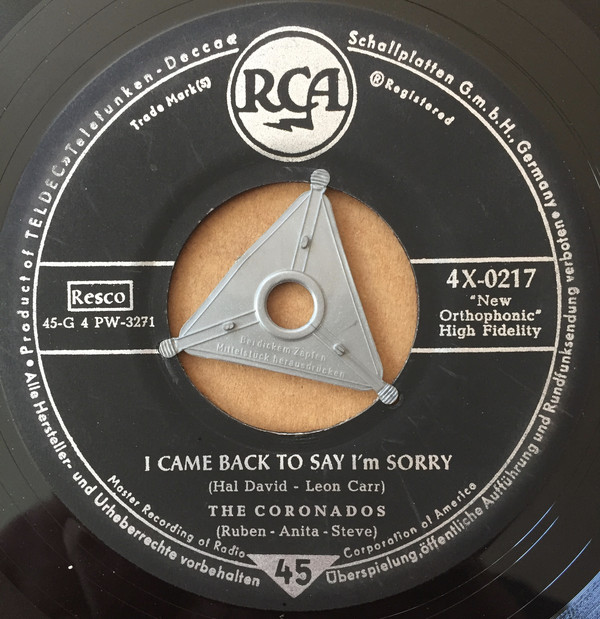 Product of TELDEC »Telefunken-Decca« Schallplatten G.m.b.H., Germany
Trade Mark(s)
® Registered
RCA
Resco
45-G 4 PW-3271
4X-0217
"New
Orthophonic"
High Fidelity
Bei dickem Zapfen
Mittelstück herausdrücken
I CAME BACK TO SAY I'm SORRY
(Hal David - Leon Carr)
THE CORONADOS
(Ruben - Anita - Steve)
Master Recording of Radio Corporation of America
45
Alle Hersteller- und Urheberrechte vorbehalten Überspielung, öffentliche Aufführung und Rundfunksendung verboten